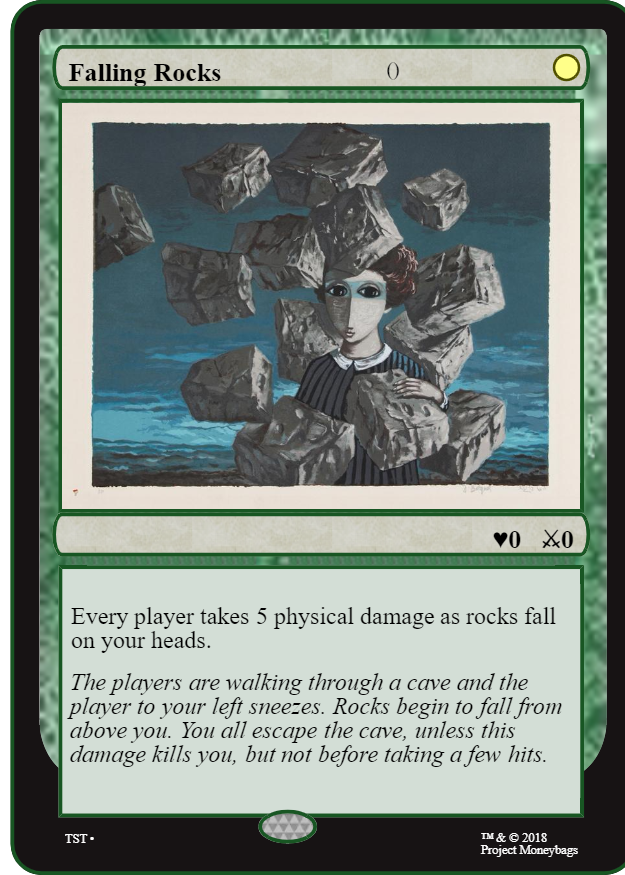 Falling Rocks 0
♥0 ⚔0
Every player takes 5 physical damage as rocks fall
on your heads.
The players are walking through a cave and the
player to your left sneezes. Rocks begin to fall from
above you. You all escape the cave, unless this
damage kills you, but not before taking a few hits.
TST •
™ & © 2018
Project Moneybags